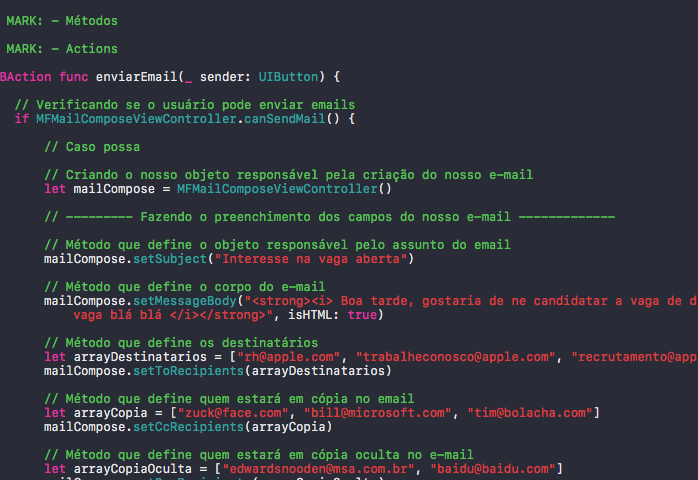 MARK: - Métodos
MARK: - Actions
BAction func enviarEmail(_ sender: UIButton) {
// Verificando se o usuário pode enviar emails
if MFMailComposeViewController.canSendMail() {
// Caso possa
// Criando o nosso objeto responsável pela criação do nosso e-mail
let mailCompose = MFMailComposeViewController()
// --------- Fazendo o preenchimento dos campos do nosso e-mail -------------
// Método que define o objeto responsável pelo assunto do email
mailCompose.setSubject("Interesse na vaga aberta")
// Método que define o corpo do e-mail
mailCompose.setMessageBody("<strong><i> Boa tarde, gostaria de ne candidatar a vaga de d
vaga blá blá </i></strong>", isHTML: true)
// Método que define os destinatários
let arrayDestinatarios = ["rh@apple.com", "trabalheconosco@apple.com", "recrutamento@app
mailCompose.setToRecipients(arrayDestinatarios)
// Método que define quem estará em cópia no email
let arrayCopia = ["zuck@face.com", "bill@microsoft.com", "tim@bolacha.com"]
mailCompose.setCcRecipients(arrayCopia)
// Método que define quem estará em cópia oculta no e-mail
let arrayCopiaOculta = ["edwardsnooden@msa.com.br", "baidu@baidu.com"]